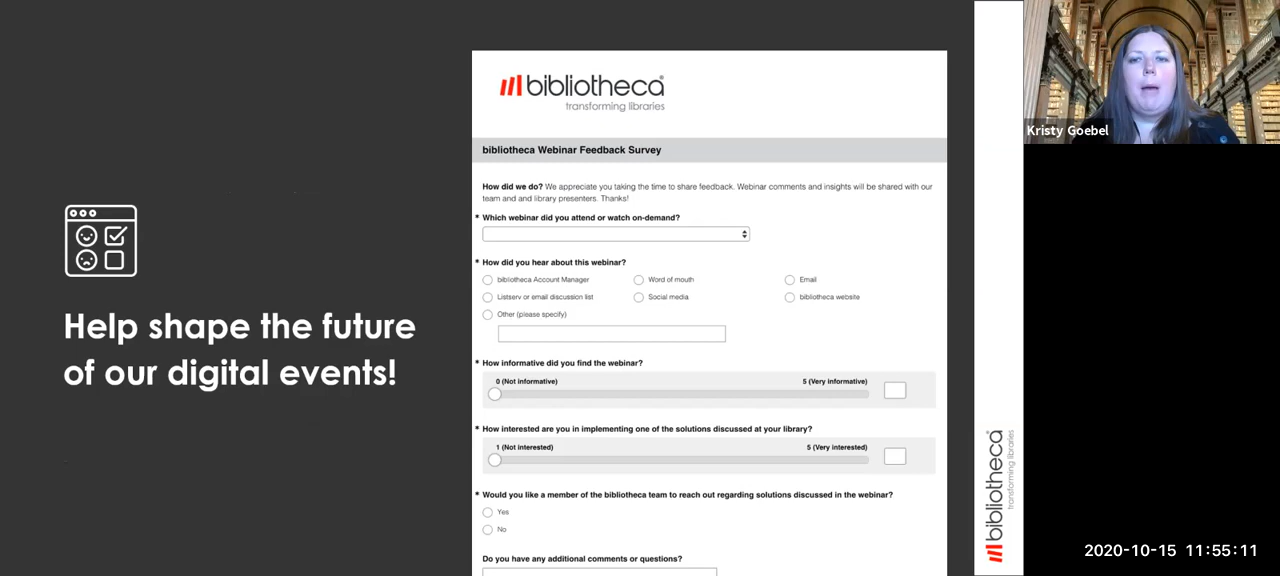 Help shape the future
of our digital events!
bibliotheca
transforming libraries
bibliotheca Webinar Feedback Survey
How did we do? We appreciate you taking the time to share feedback. Webinar comments and insights will be shared with our
team and and library presenters. Thanks!
* Which webinar did you attend or watch on-demand?
* How did you hear about this webinar?
bibliotheca Account Manager
Word of mouth
Email
Listserv or email discussion list
Social media
bibliotheca website
Other (please specify)
* How informative did you find the webinar?
0 (Not informative)
5 (Very informative)
* How interested are you in implementing one of the solutions discussed at your library?
1 (Not interested)
5 (Very interested)
* Would you like a member of the bibliotheca team to reach out regarding solutions discussed in the webinar?
Yes
No
Do you have any additional comments or questions?
bibliotheca
transforming libraries
Kristy Goebel
2020-10-15 11:55:11